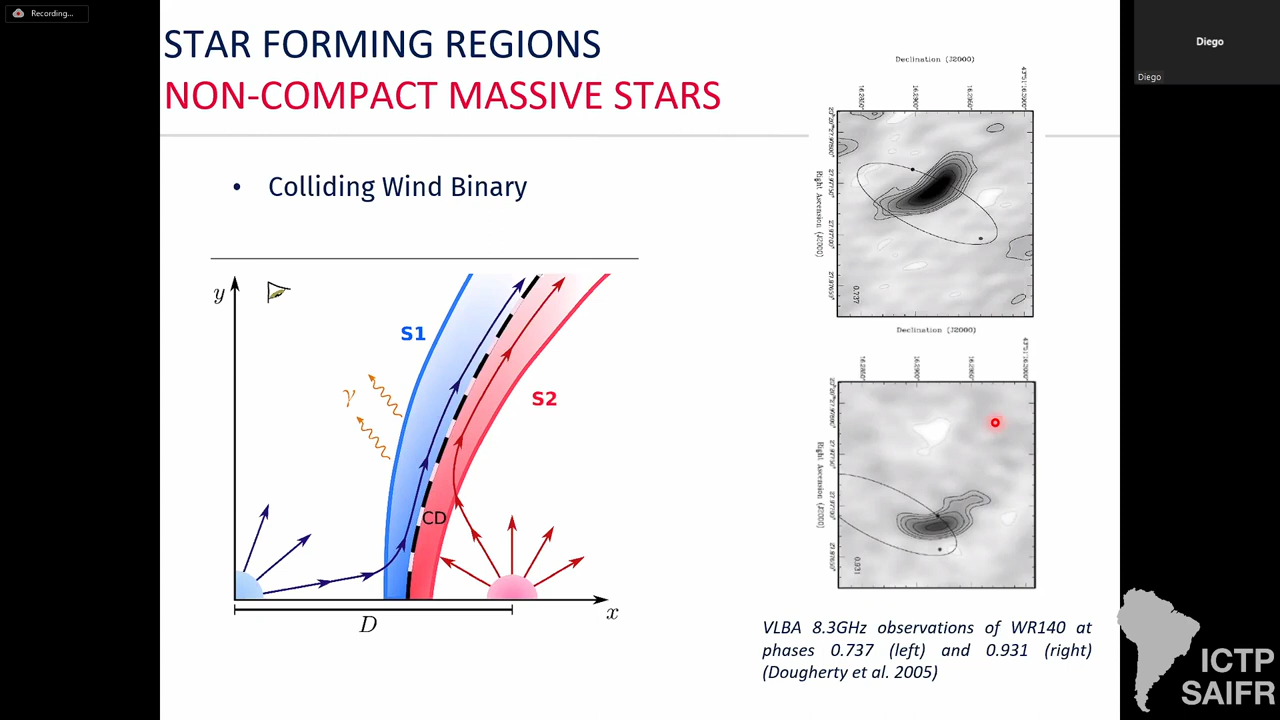 Recording...
STAR FORMING REGIONS
NON-COMPACT MASSIVE STARS
• Colliding Wind Binary
y
S1
γ
S2
CD
D
x
Declination (J2000)
Right Ascension (J2000)
0.737
Declination (J2000)
Right Ascension (J2000)
0.931
VLBA 8.3GHz observations of WR140 at
phases 0.737 (left) and 0.931 (right)
(Dougherty et al. 2005)
Diego
Diego
ICTP
SAIFR